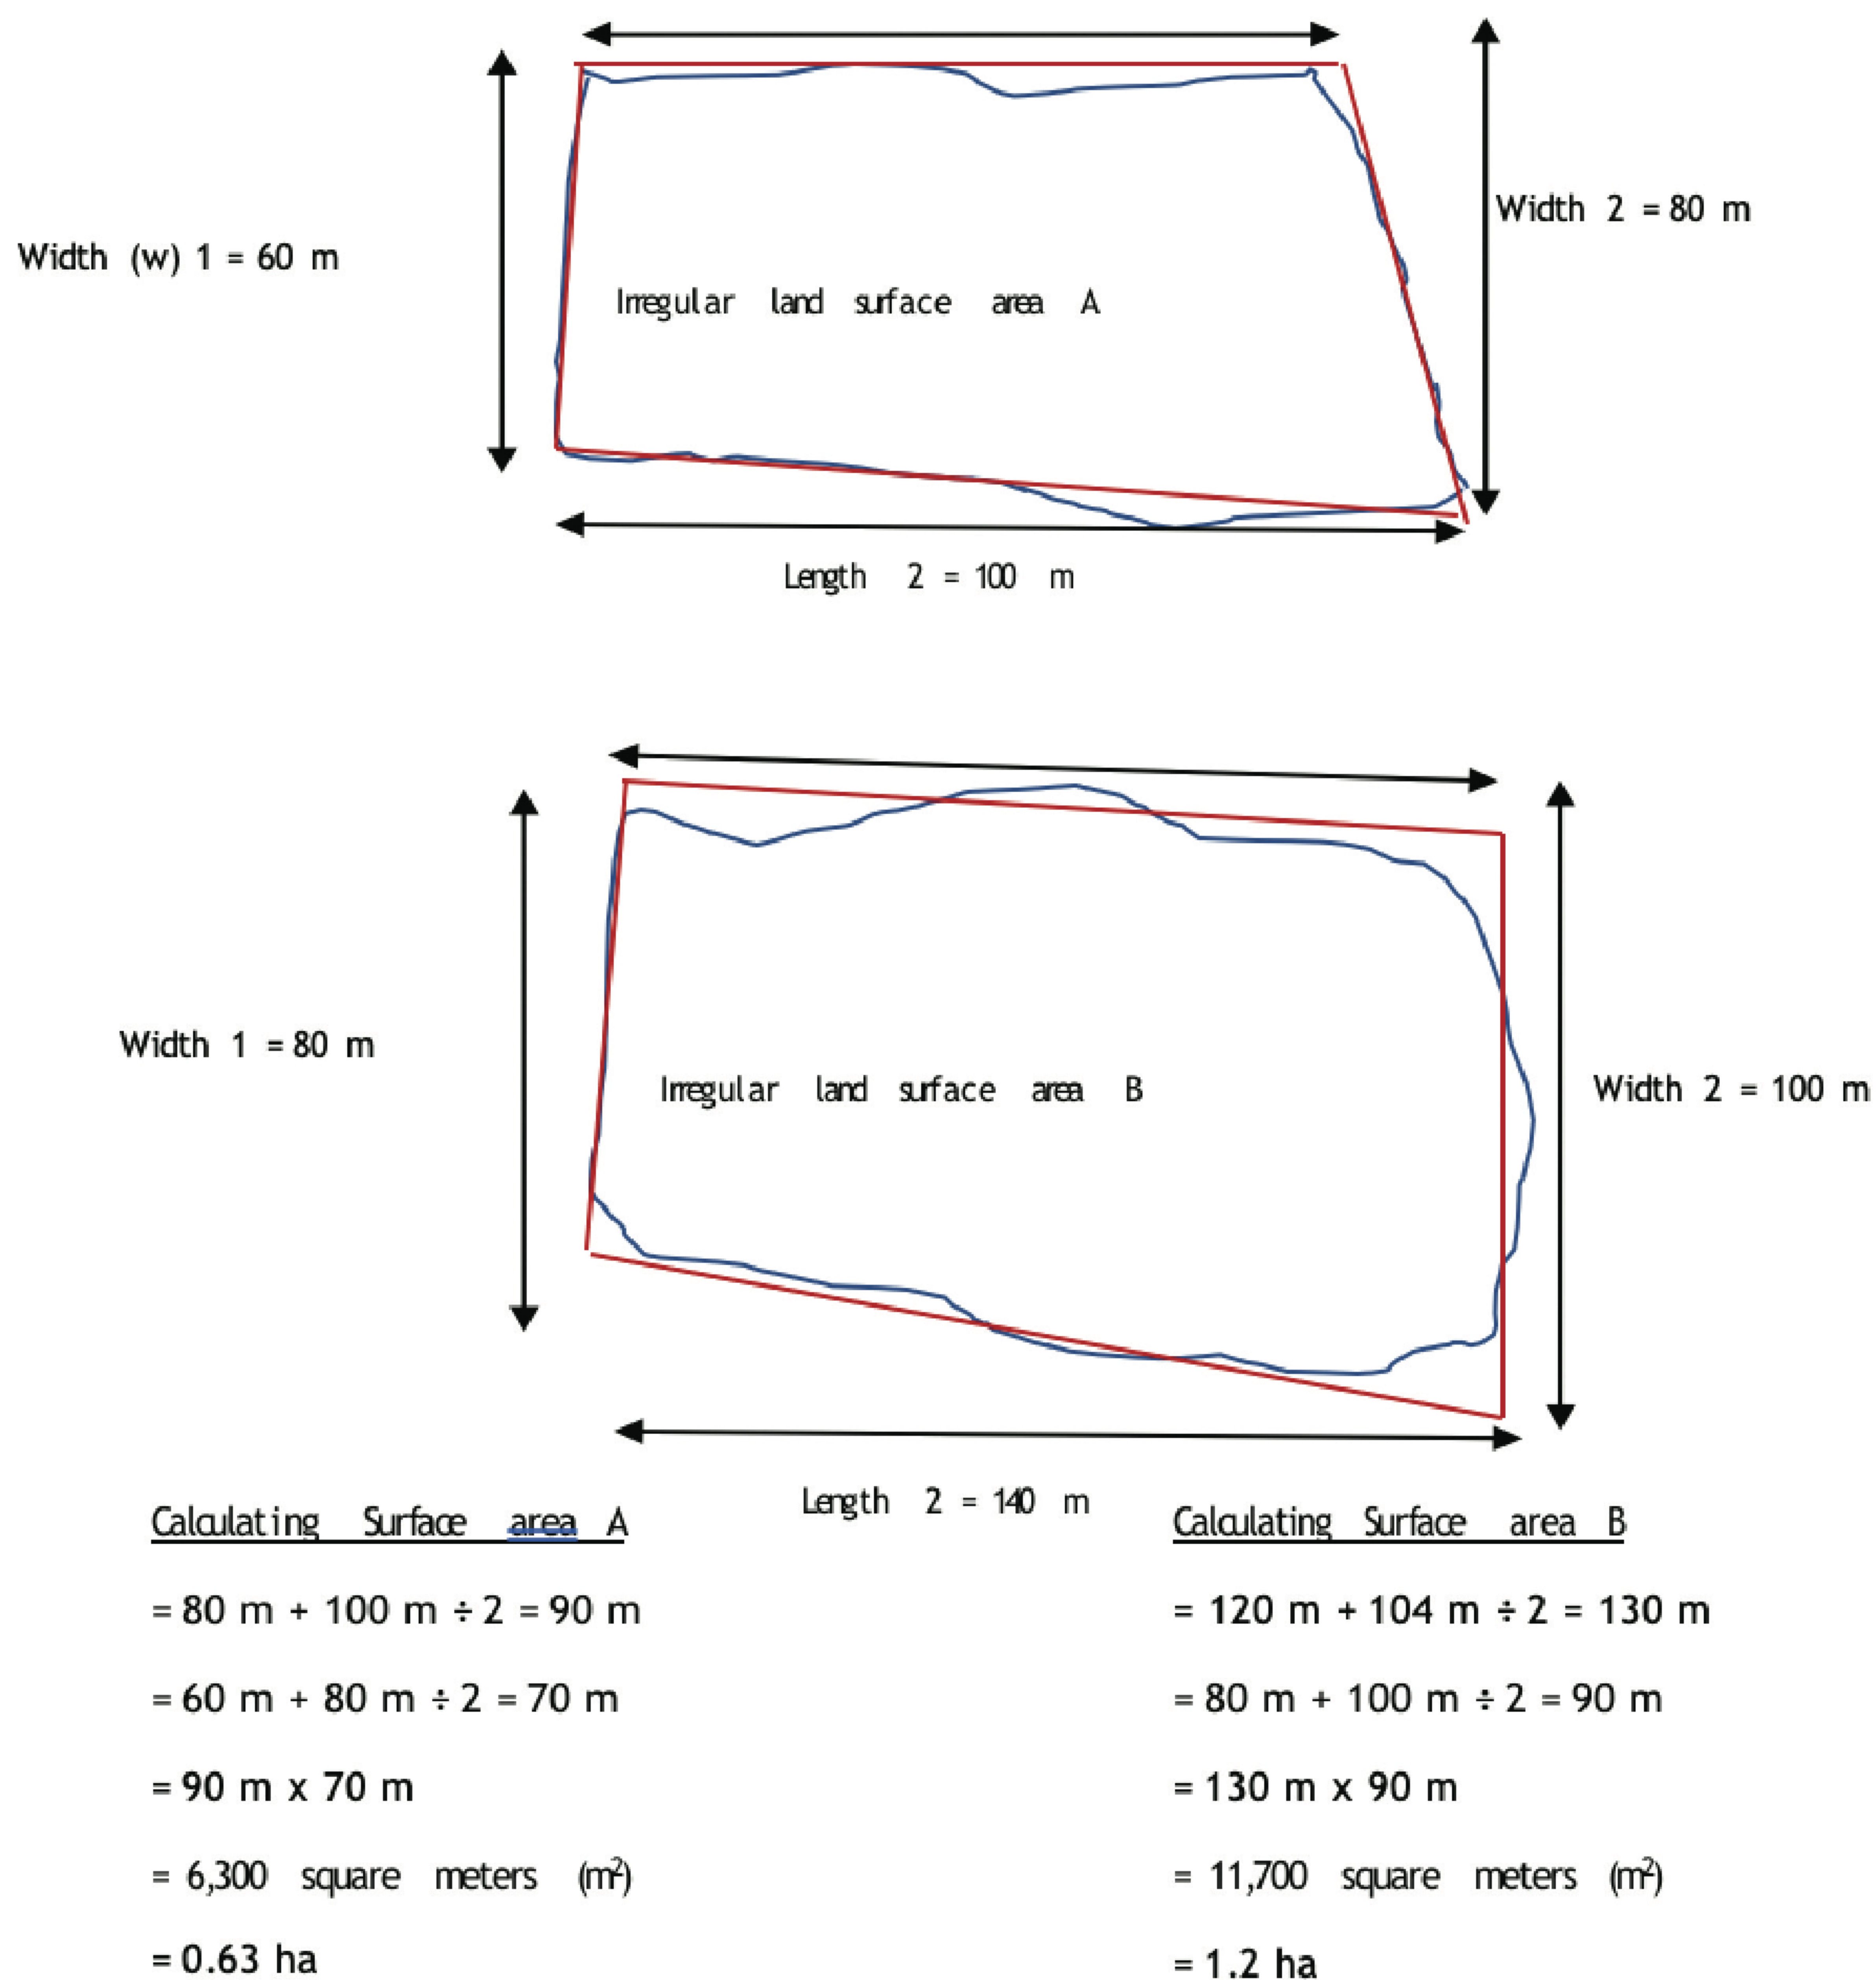 Width (w) 1 = 60 m
Width 2 = 80 m
Irregular land surface area A
Length 2 = 100 m
Width 1 = 80 m
Irregular land surface area B
Width 2 = 100 m
Length 2 = 140 m
Calculating Surface area A
= 80 m + 100 m ÷ 2 = 90 m
= 60 m + 80 m ÷ 2 = 70 m
= 90 m x 70 m
= 6,300 square meters (m²)
= 0.63 ha
Calculating Surface area B
= 120 m + 104 m ÷ 2 = 130 m
= 80 m + 100 m ÷ 2 = 90 m
= 130 m x 90 m
= 11,700 square meters (m²)
= 1.2 ha